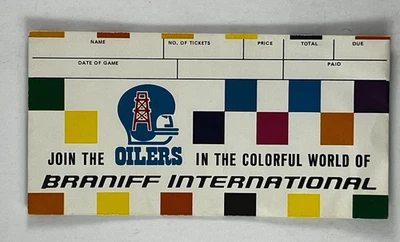 NAME NO. OF TICKETS PRICE TOTAL DUE
DATE OF GAME PAID
JOIN THE OILERS IN THE COLORFUL WORLD OF
BRANIFF INTERNATIONAL